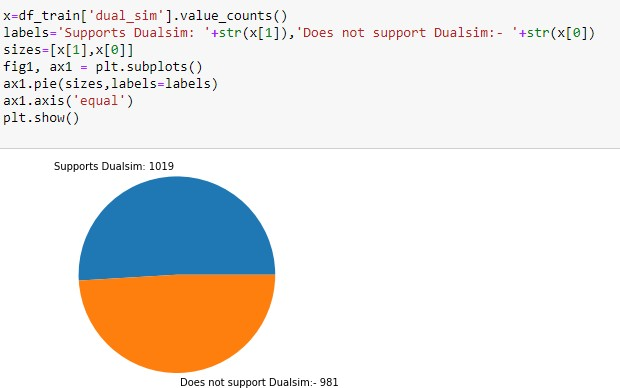 x=df_train['dual_sim'].value_counts()
labels='Supports Dualsim: '+str(x[1]),'Does not support Dualsim:- '+str(x[0])
sizes=[x[1],x[0]]
fig1, ax1 = plt.subplots()
ax1.pie(sizes,labels=labels)
ax1.axis('equal')
plt.show()
Supports Dualsim: 1019
Does not support Dualsim:- 981